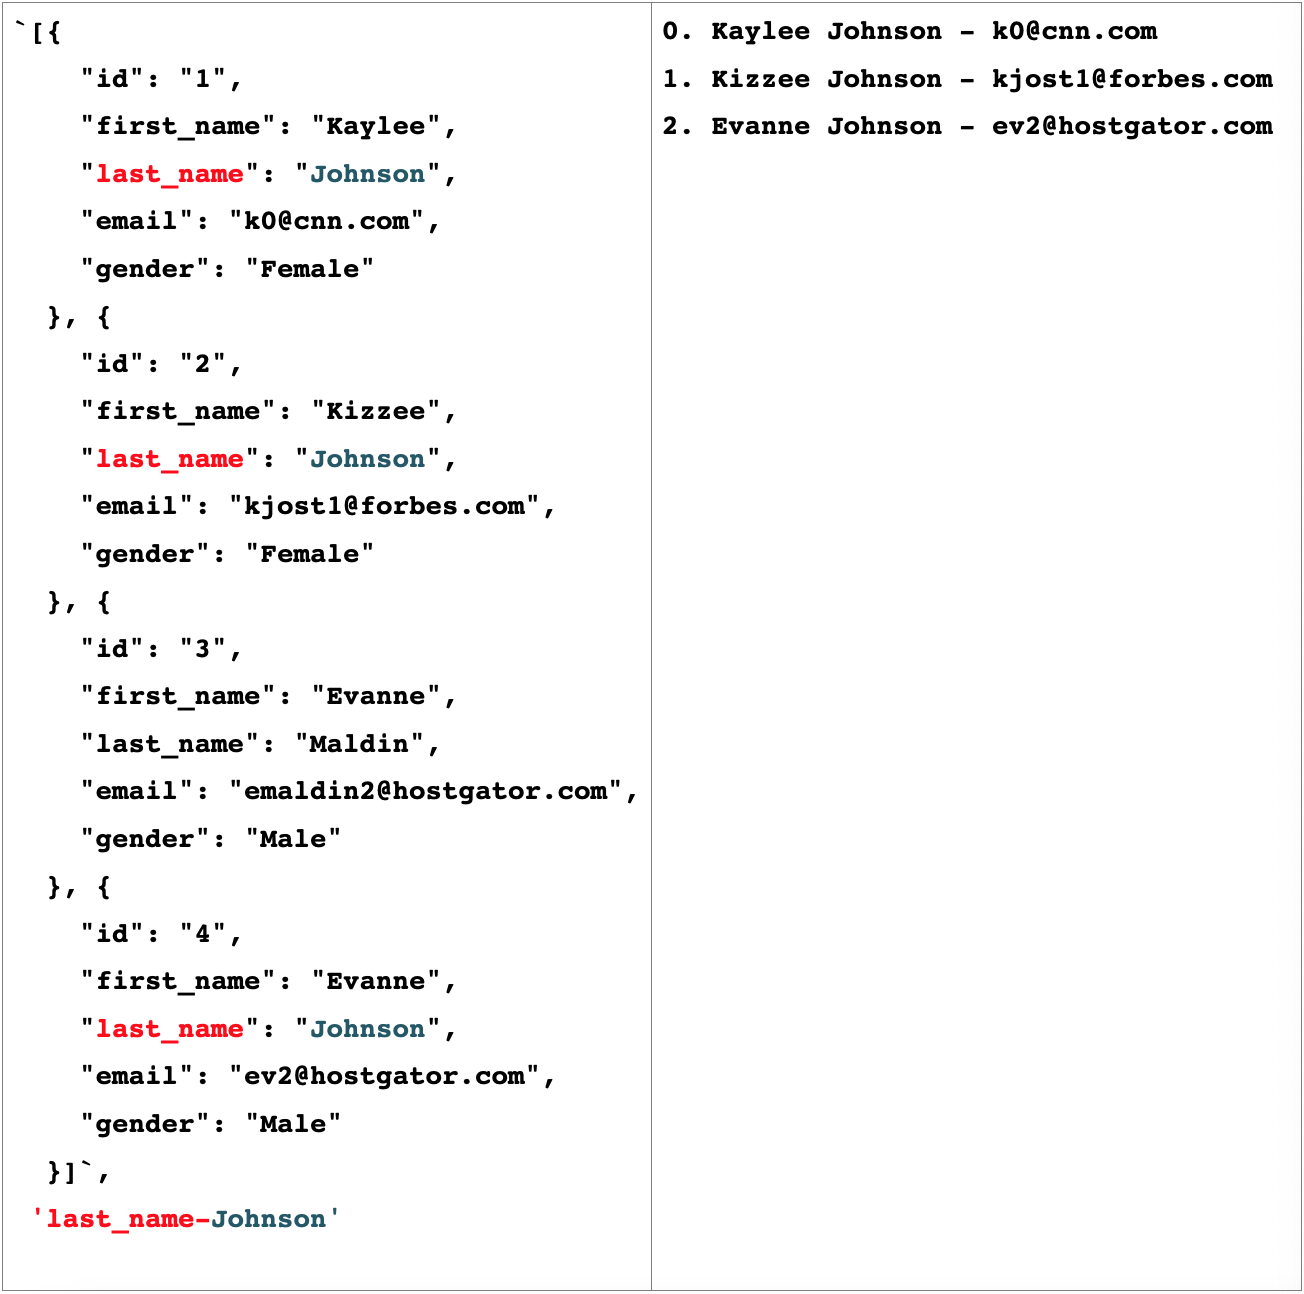 `[{
"id": "1",
"first_name": "Kaylee",
"last_name": "Johnson",
"email": "k0@cnn.com",
"gender": "Female"
}, {
"id": "2",
"first_name": "Kizzee",
"last_name": "Johnson",
"email": "kjost1@forbes.com",
"gender": "Female"
}, {
"id": "3",
"first_name": "Evanne",
"last_name": "Maldin",
"email": "emaldin2@hostgator.com",
"gender": "Male"
}, {
"id": "4",
"first_name": "Evanne",
"last_name": "Johnson",
"email": "ev2@hostgator.com",
"gender": "Male"
}]`,
'last_name-Johnson'
0. Kaylee Johnson - k0@cnn.com
1. Kizzee Johnson - kjost1@forbes.com
2. Evanne Johnson - ev2@hostgator.com